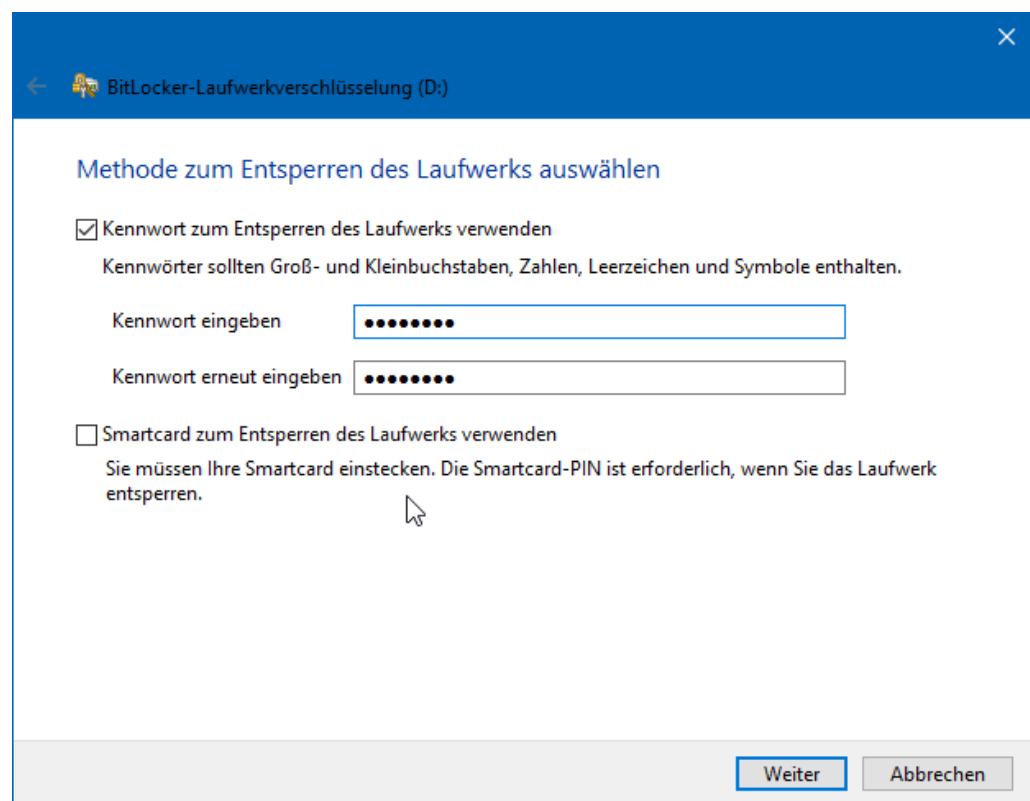 BitLocker-Laufwerkverschlüsselung (D:)
Methode zum Entsperren des Laufwerks auswählen
Kennwort zum Entsperren des Laufwerks verwenden
Kennwörter sollten Groß- und Kleinbuchstaben, Zahlen, Leerzeichen und Symbole enthalten.
Kennwort eingeben ●●●●●●●●
Kennwort erneut eingeben ●●●●●●●●
Smartcard zum Entsperren des Laufwerks verwenden
Sie müssen Ihre Smartcard einstecken. Die Smartcard-PIN ist erforderlich, wenn Sie das Laufwerk
entsperren.
Weiter Abbrechen